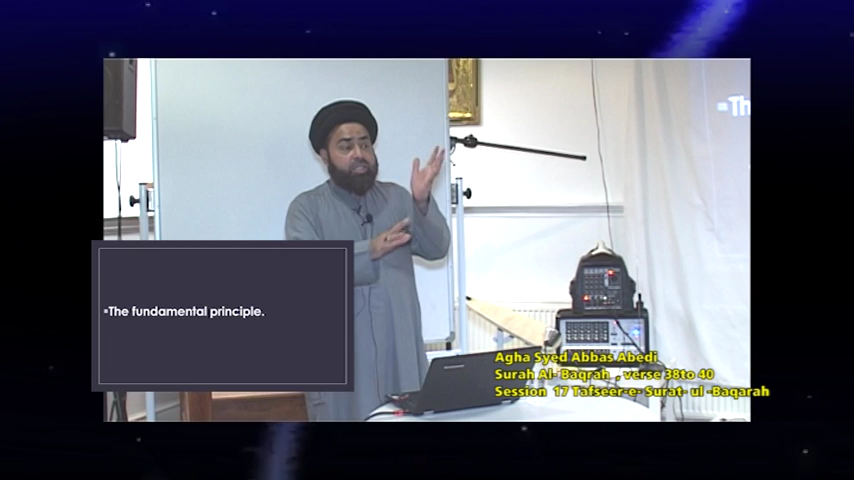 ▪Th
▪The fundamental principle.
Agha Syed Abbas Abedi
Surah Al- Baqrah , verse 38to 40
Session 17 Tafseer-e- Surat- ul -Baqarah